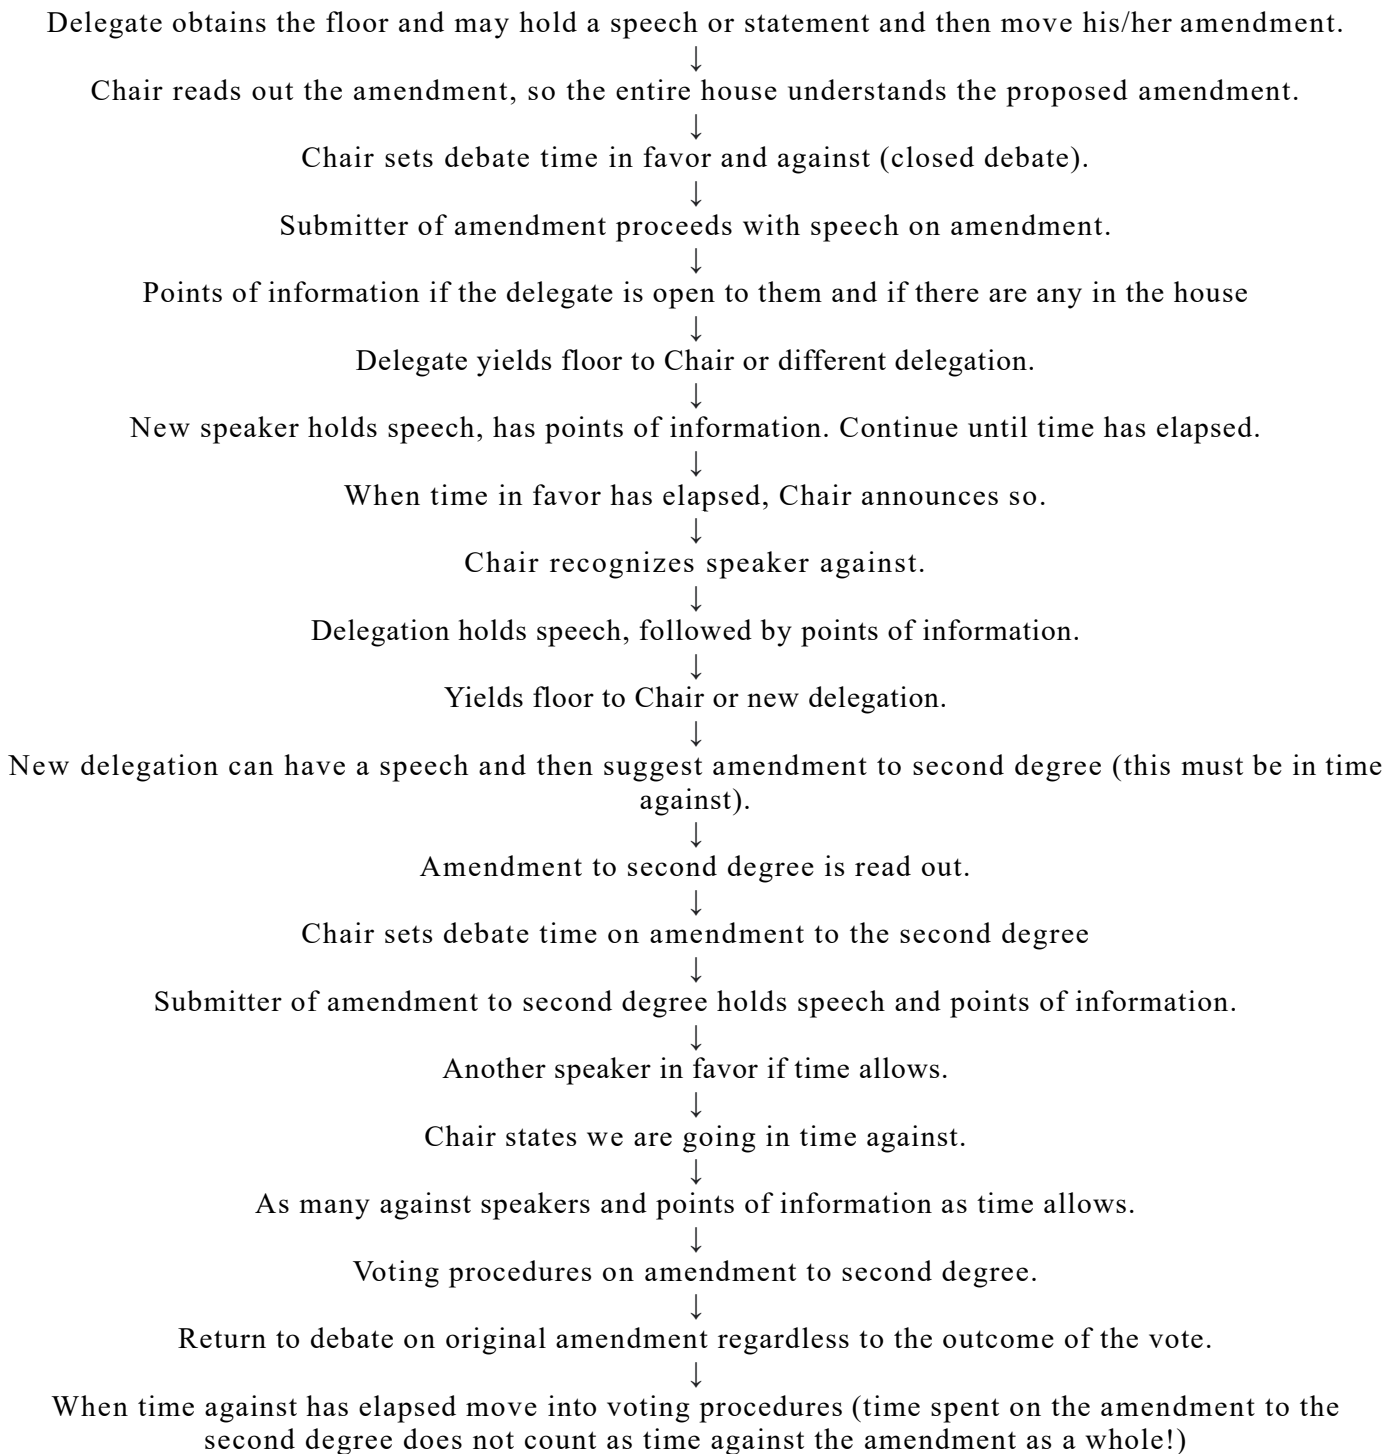 Delegate obtains the floor and may hold a speech or statement and then move his/her amendment.
↓
Chair reads out the amendment, so the entire house understands the proposed amendment.
↓
Chair sets debate time in favor and against (closed debate).
↓
Submitter of amendment proceeds with speech on amendment.
↓
Points of information if the delegate is open to them and if there are any in the house
↓
Delegate yields floor to Chair or different delegation.
↓
New speaker holds speech, has points of information. Continue until time has elapsed.
↓
When time in favor has elapsed, Chair announces so.
↓
Chair recognizes speaker against.
↓
Delegation holds speech, followed by points of information.
↓
Yields floor to Chair or new delegation.
↓
New delegation can have a speech and then suggest amendment to second degree (this must be in time
against).
↓
Amendment to second degree is read out.
↓
Chair sets debate time on amendment to the second degree
↓
Submitter of amendment to second degree holds speech and points of information.
↓
Another speaker in favor if time allows.
↓
Chair states we are going in time against.
↓
As many against speakers and points of information as time allows.
↓
Voting procedures on amendment to second degree.
↓
Return to debate on original amendment regardless to the outcome of the vote.
↓
When time against has elapsed move into voting procedures (time spent on the amendment to the
second degree does not count as time against the amendment as a whole!)